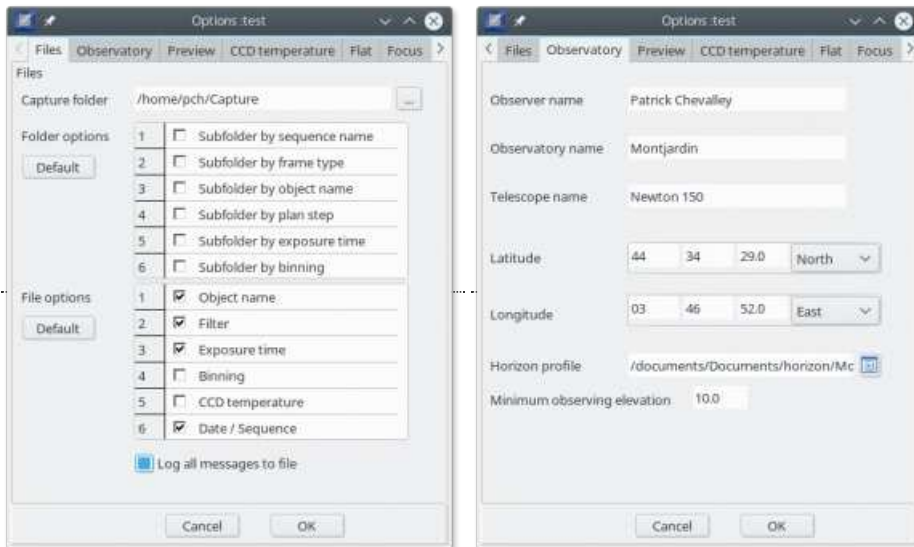 Options :test
Files Observatory Preview CCD temperature Flat Focus
Files
Capture folder /home/pch/Capture ...
Folder options
Default
1 Subfolder by sequence name
2 Subfolder by frame type
3 Subfolder by object name
4 Subfolder by plan step
5 Subfolder by exposure time
6 Subfolder by binning
File options
Default
1 Object name
2 Filter
3 Exposure time
4 Binning
5 CCD temperature
6 Date / Sequence
Log all messages to file
Cancel OK
Options :test
Files Observatory Preview CCD temperature Flat Focus
Observer name Patrick Chevalley
Observatory name Montjardin
Telescope name Newton 150
Latitude 44 34 29.0 North
Longitude 03 46 52.0 East
Horizon profile /documents/Documents/horizon/Mc
Minimum observing elevation 10.0
Cancel OK